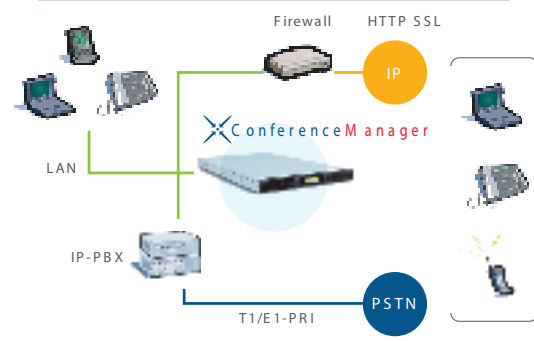 Firewall
HTTP SSL
IP
ConferenceManager
LAN
IP-PBX
PSTN
T1/E1-PRI